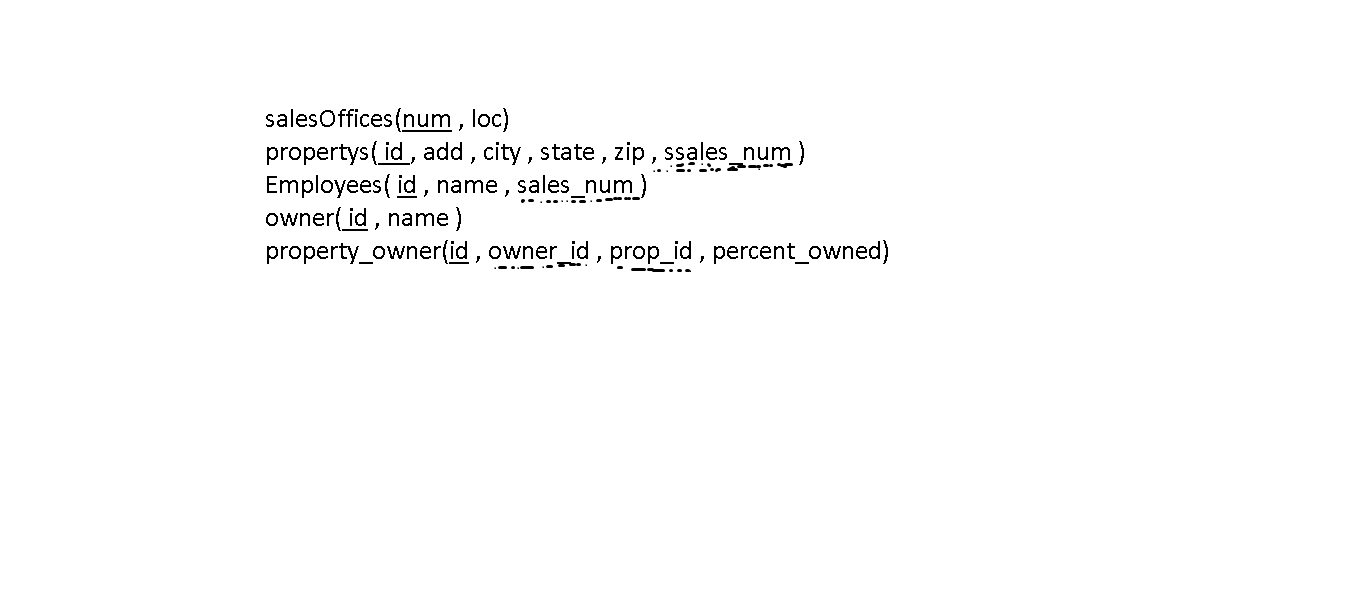 salesOffices(num , loc)
propertys( id , add , city , state , zip , ssales_num )
Employees( id , name , sales_num )
owner( id , name )
property_owner(id , owner_id , prop_id , percent_owned)